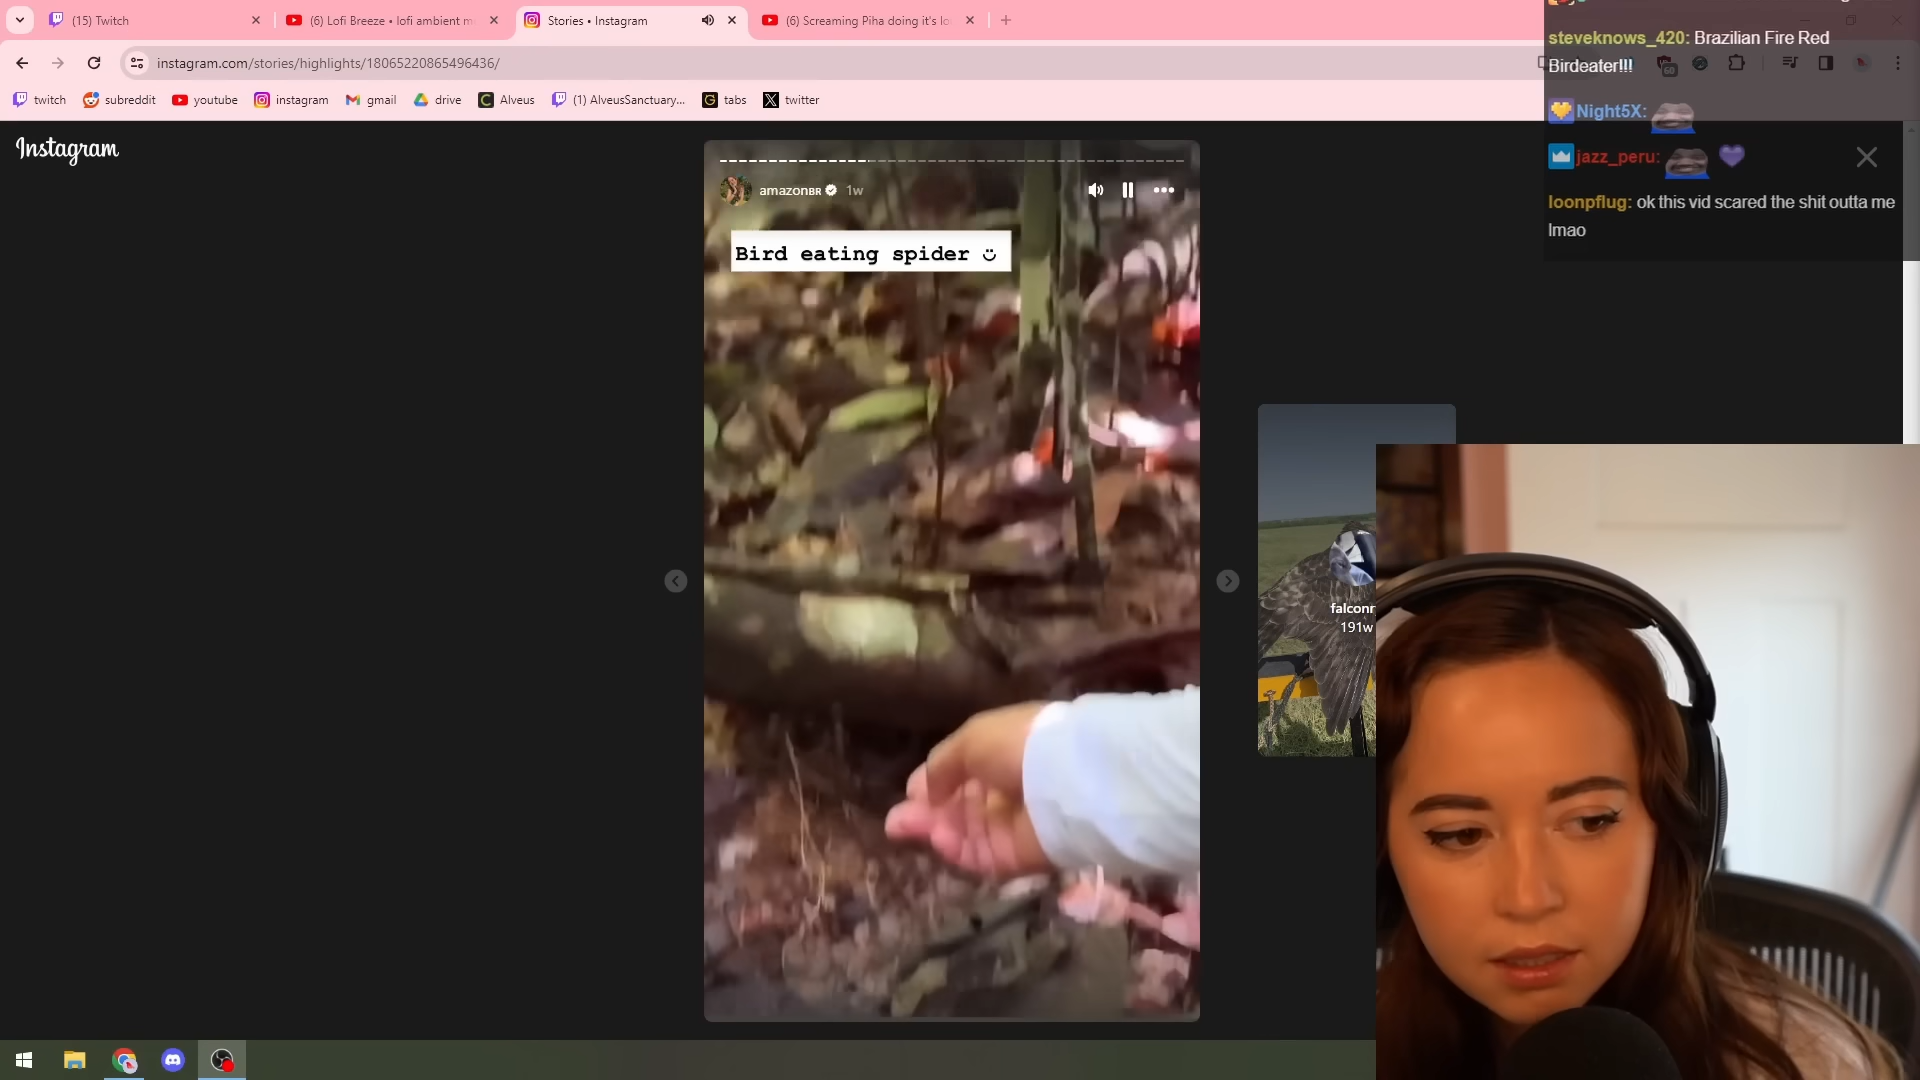 (15) Twitch
(6) Lofi Breeze • lofi ambient m
Stories • Instagram
(6) Screaming Piha doing it's lo
instagram.com/stories/highlights/18065220865496436/
twitch
subreddit
youtube
instagram
gmail
drive
Alveus
(1) AlveusSanctuary...
tabs
twitter
60
steveknows_420: Brazilian Fire Red
Birdeater!!!
Night5X:
jazz_peru:
loonpflug: ok this vid scared the shit outta me
lmao
Instagram
amazonBR 1w
Bird eating spider
falconr
191w